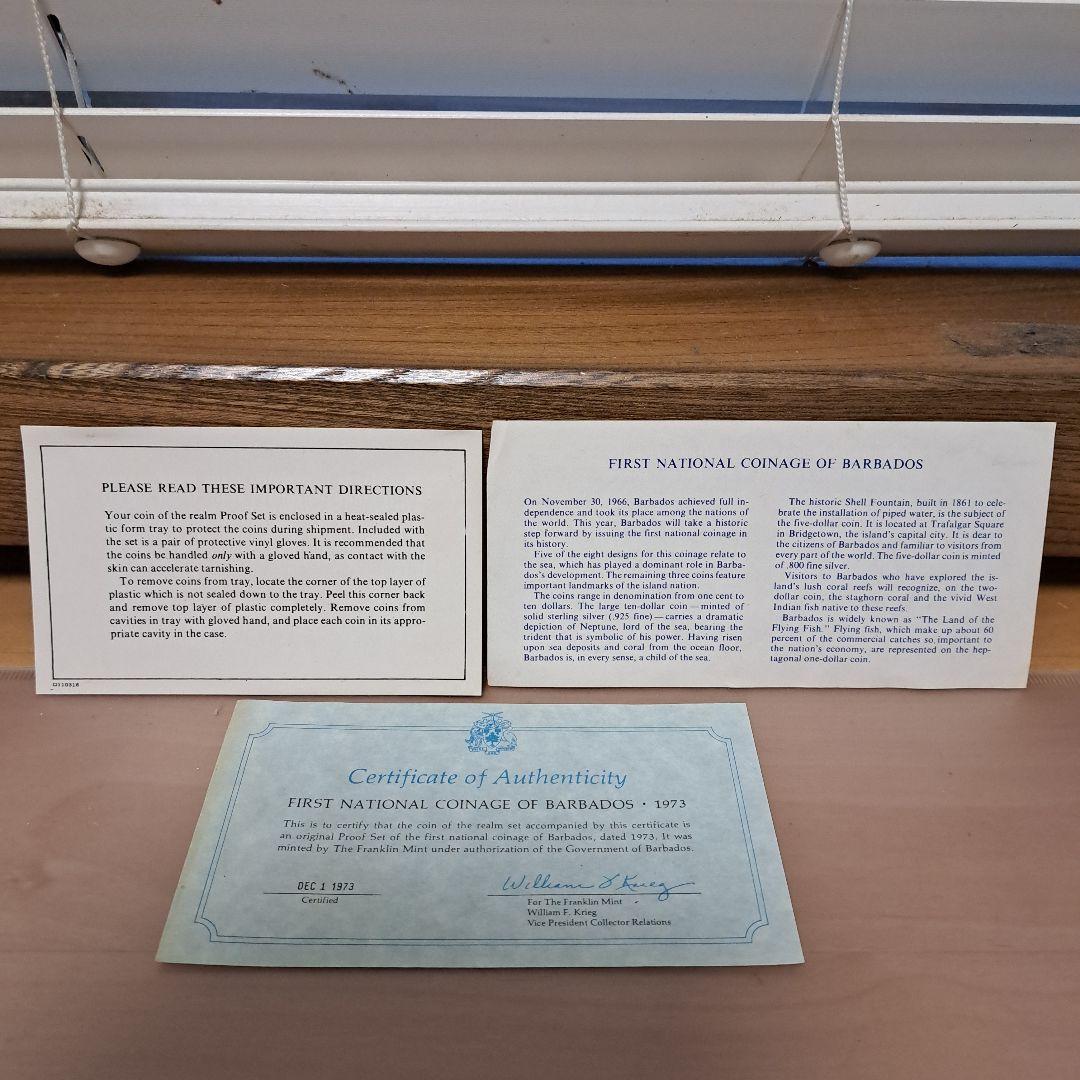 PLEASE READ THESE IMPORTANT DIRECTIONS
Your coin of the realm Proof Set is enclosed in a heat-sealed plas-
tic form tray to protect the coins during shipment. Included with
the set is a pair of protective vinyl gloves. It is recommended that
the coins be handled only with a gloved hand, as contact with the
skin can accelerate tarnishing.
To remove coins from tray, locate the corner of the top layer of
plastic which is not sealed down to the tray. Peel this corner back
and remove top layer of plastic completely. Remove coins from
cavities in tray with gloved hand, and place each coin in its appro-
priate cavity in the case.
FIRST NATIONAL COINAGE OF BARBADOS
On November 30, 1966, Barbados achieved full in-
dependence and took its place among the nations of
the world. This year, Barbados will take a historic
step forward by issuing the first national coinage in
its history.
Five of the eight designs for this coinage relate to
the sea, which has played a dominant role in Barba-
dos's development. The remaining three coins feature
important landmarks of the island nation.
The coins range in denomination from one cent to
ten dollars. The large ten-dollar coin — minted of
solid sterling silver (.925 fine) — carries a dramatic
depiction of Neptune, lord of the sea, bearing the
trident that is symbolic of his power. Having risen
upon sea deposits and coral from the ocean floor,
Barbados is, in every sense, a child of the sea.
The historic Shell Fountain, built in 1861 to cele-
brate the installation of piped water, is the subject of
the five-dollar coin. It is located at Trafalgar Square
in Bridgetown, the island's capital city. It is dear to
the citizens of Barbados and familiar to visitors from
every part of the world. The five-dollar coin is minted
of .800 fine silver.
Visitors to Barbados who have explored the is-
land's lush coral reefs will recognize, on the two-
dollar coin, the staghorn coral and the vivid West
Indian fish native to these reefs.
Barbados is widely known as "The Land of the
Flying Fish." Flying fish, which make up about 60
percent of the commercial catches so important to
the nation's economy, are represented on the hep-
tagonal one-dollar coin.
Certificate of Authenticity
FIRST NATIONAL COINAGE OF BARBADOS · 1973
This is to certify that the coin of the realm set accompanied by this certificate is
an original Proof Set of the first national coinage of Barbados, dated 1973. It was
minted by The Franklin Mint under authorization of the Government of Barbados.
DEC 1 1973
Certified
William F Krieg
For The Franklin Mint
William F. Krieg
Vice President Collector Relations